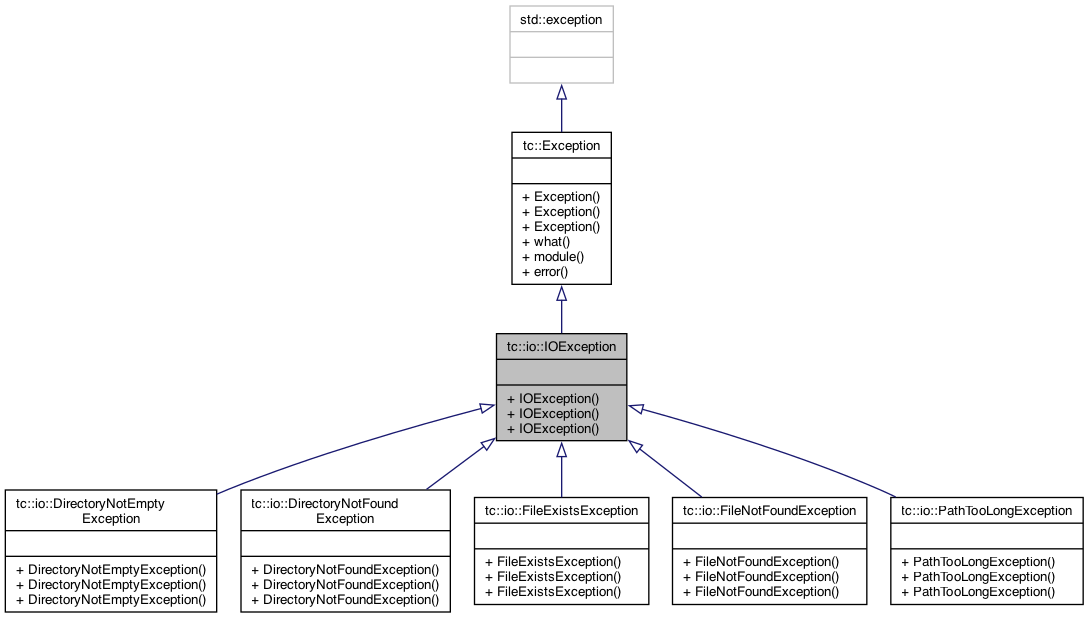 std::exception
tc::Exception
+ Exception()
+ Exception()
+ Exception()
+ what()
+ module()
+ error()
tc::io::IOException
+ IOException()
+ IOException()
+ IOException()
tc::io::DirectoryNotEmpty
Exception
+ DirectoryNotEmptyException()
+ DirectoryNotEmptyException()
+ DirectoryNotEmptyException()
tc::io::DirectoryNotFound
Exception
+ DirectoryNotFoundException()
+ DirectoryNotFoundException()
+ DirectoryNotFoundException()
tc::io::FileExistsException
+ FileExistsException()
+ FileExistsException()
+ FileExistsException()
tc::io::FileNotFoundException
+ FileNotFoundException()
+ FileNotFoundException()
+ FileNotFoundException()
tc::io::PathTooLongException
+ PathTooLongException()
+ PathTooLongException()
+ PathTooLongException()